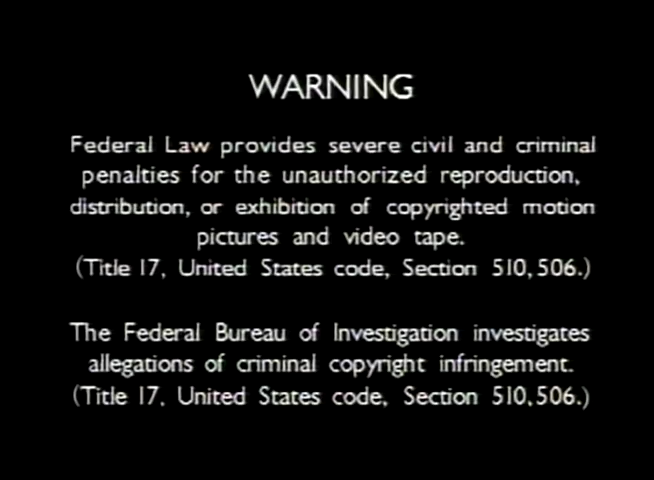 WARNING
Federal Law provides severe civil and criminal
penalties for the unauthorized reproduction,
distribution, or exhibition of copyrighted motion
pictures and video tape.
(Title 17, United States code, Section 510,506.)
The Federal Bureau of Investigation investigates
allegations of criminal copyright infringement.
(Title 17, United States code, Section 510,506.)